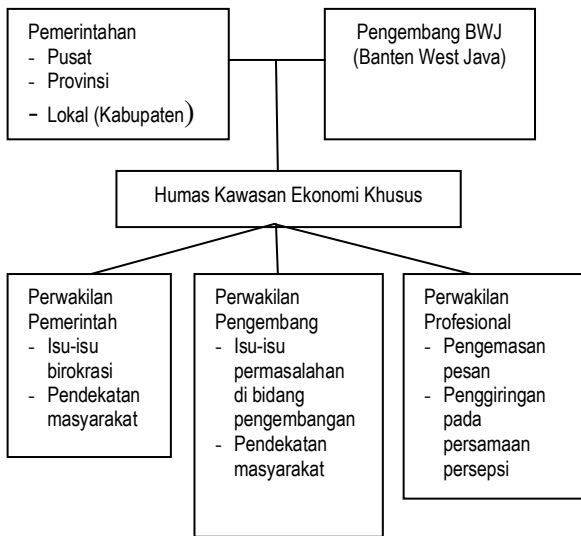 Pemerintahan
- Pusat
- Provinsi
- Lokal (Kabupaten)
Pengembang BWJ
(Banten West Java)
Humas Kawasan Ekonomi Khusus
Perwakilan
Pemerintah
- Isu-isu
birokrasi
- Pendekatan
masyarakat
Perwakilan
Pengembang
- Isu-isu
permasalahan
di bidang
pengembangan
- Pendekatan
masyarakat
Perwakilan
Profesional
- Pengemasan
pesan
- Penggiringan
pada
persamaan
persepsi